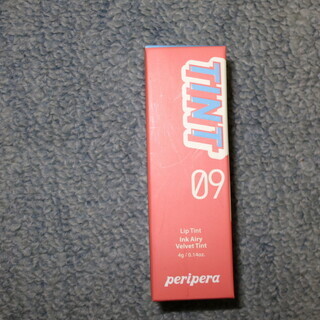 TINT
09
Lip Tint
Ink Airy
Velvet Tint
4g / 0.14oz.
peripera